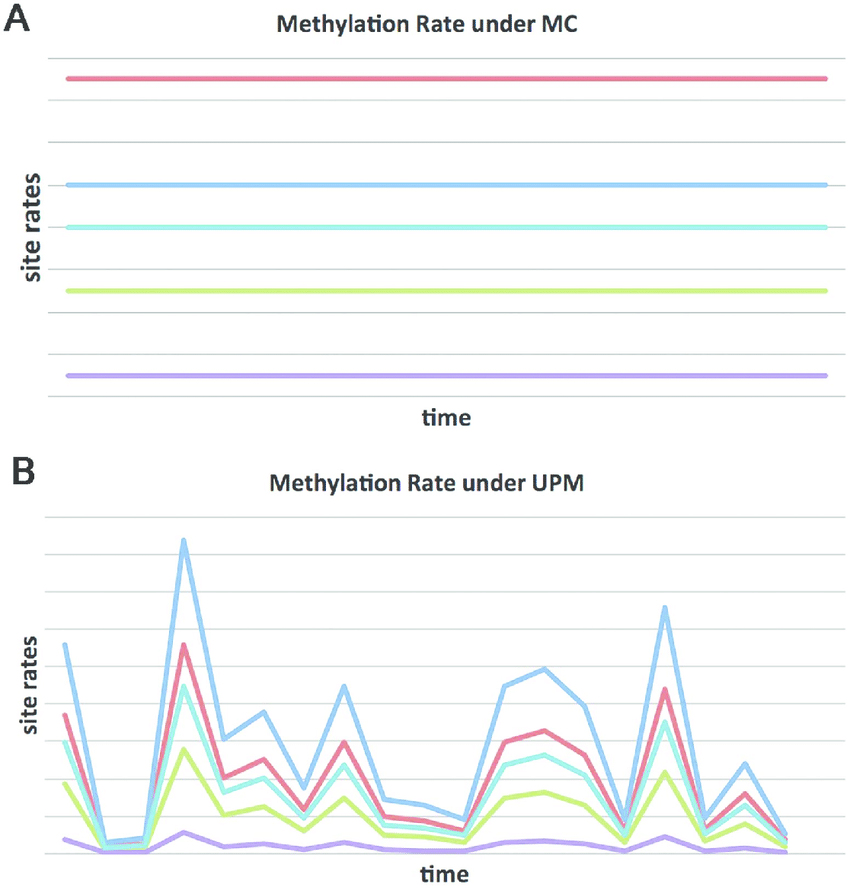 A
Methylation Rate under MC
site rates
time
B
Methylation Rate under UPM
site rates
time